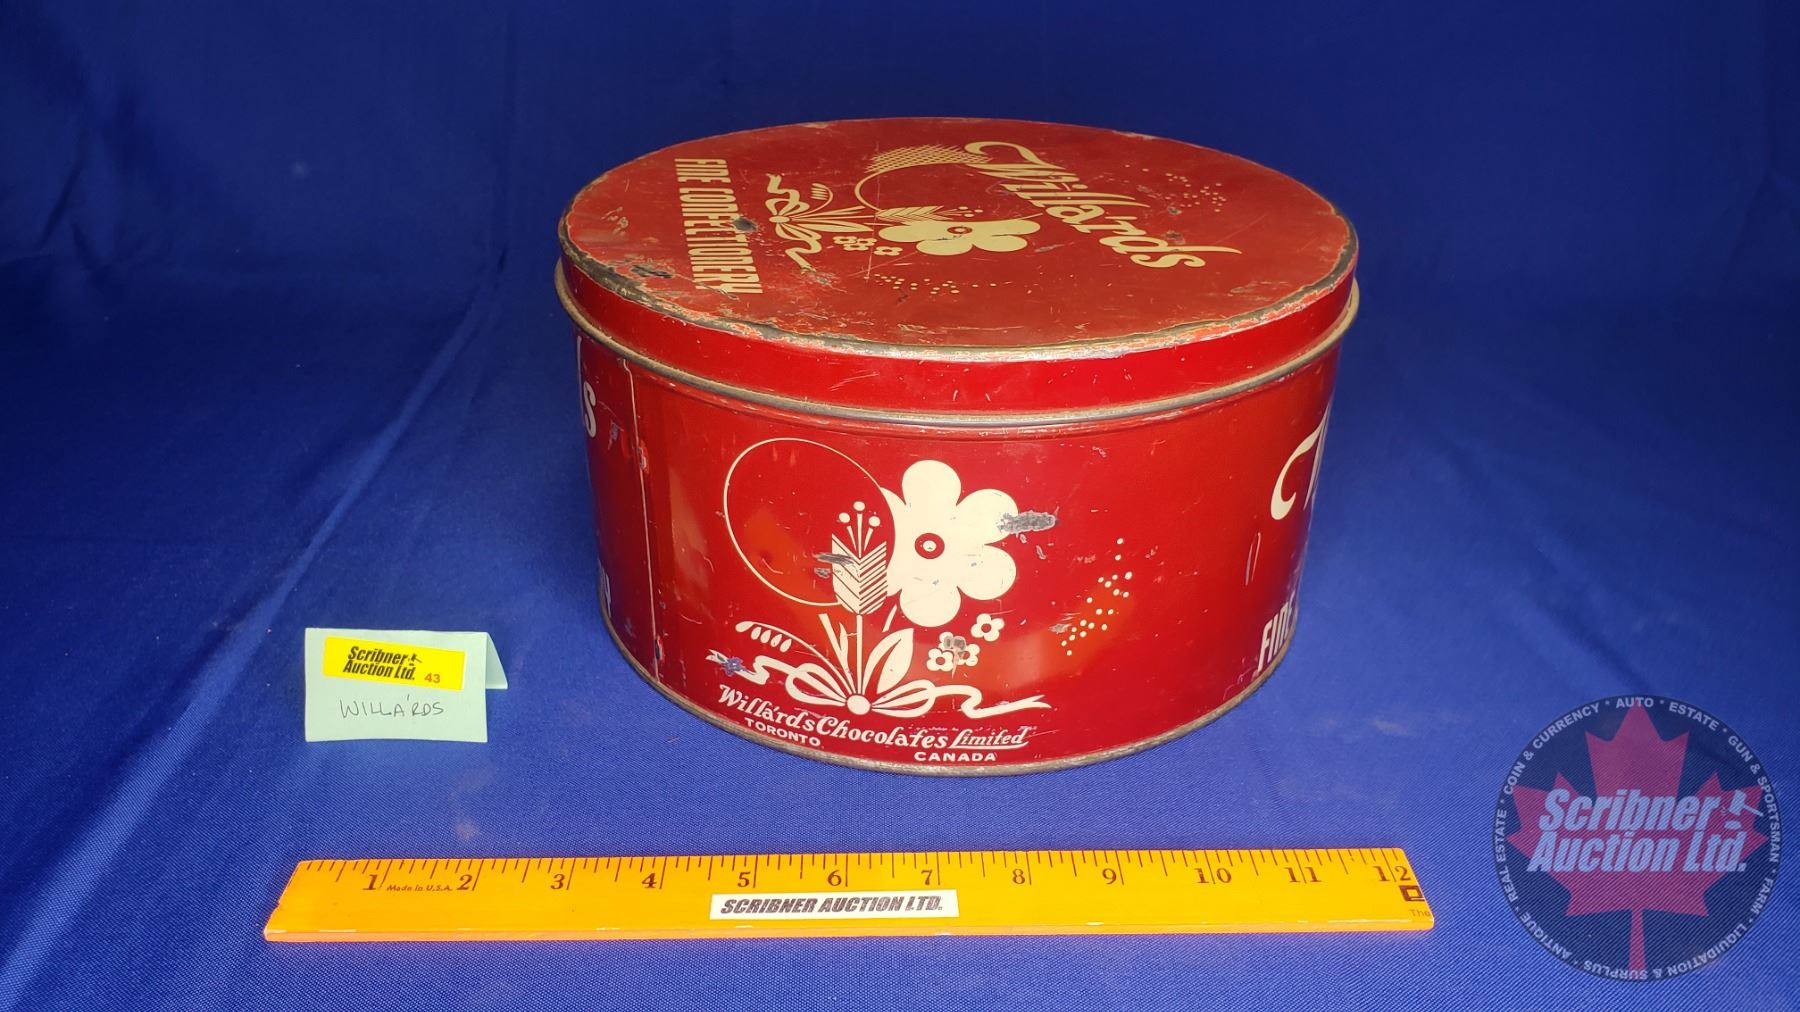 Willards
FINE CONFECTIONERY
S
FINE
Willard's Chocolates Limited
TORONTO CANADA
Scribner
Auction Ltd. 43
WILLA'RDS
1 2 3 4 5 6 7 8 9 10 11 12
Made in U.S.A.
The
SCRIBNER AUCTION LTD.
Scribner
Auction Ltd.
COIN & CURRENCY * AUTO * ESTATE * GUN & SPORTSMAN * FARM * LIQUIDATION & SURPLUS * ANTIQUE * REAL ESTATE *